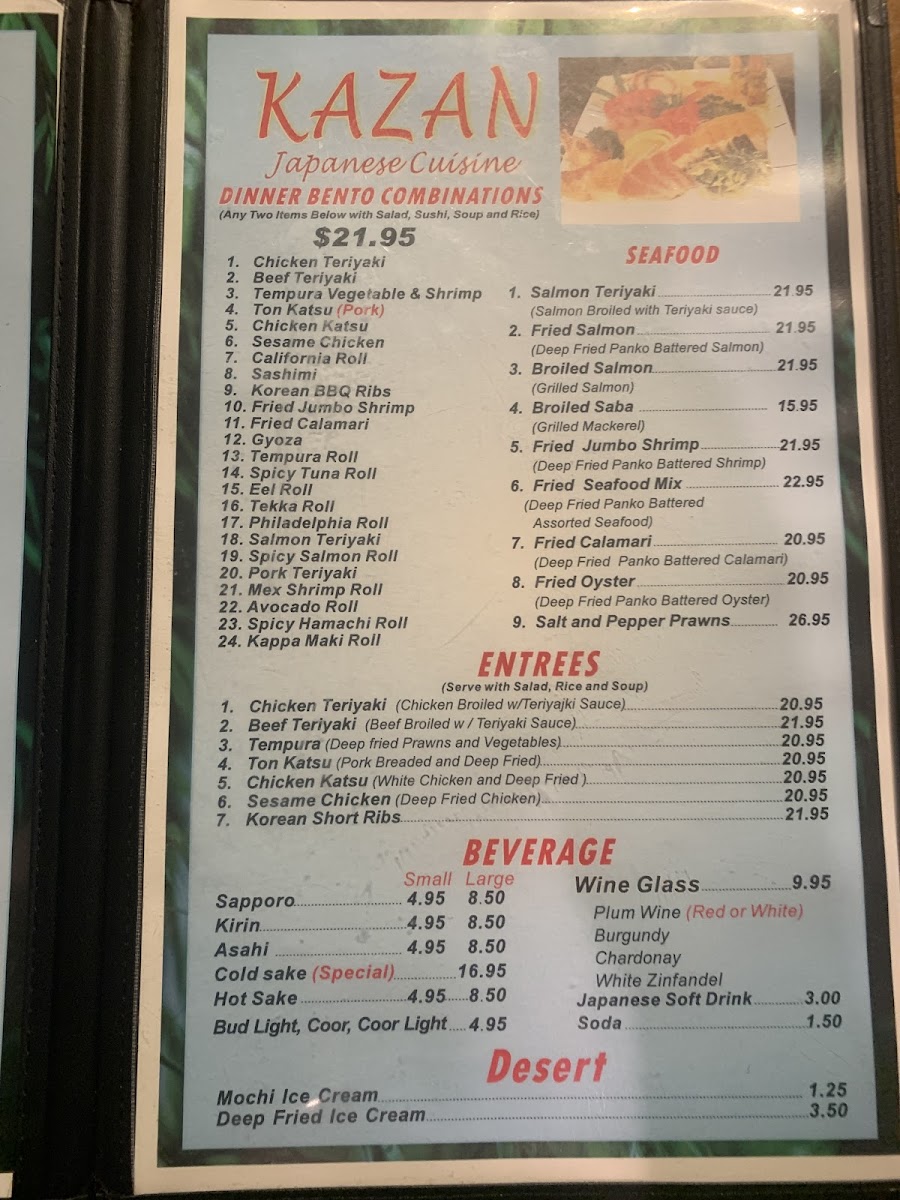 KAZAN
Japanese Cuisine
DINNER BENTO COMBINATIONS
(Any Two Items Below with Salad, Sushi, Soup and Rice)
$21.95
1. Chicken Teriyaki
2. Beef Teriyaki
3. Tempura Vegetable & Shrimp
4. Ton Katsu (Pork)
5. Chicken Katsu
6. Sesame Chicken
7. California Roll
8. Sashimi
9. Korean BBQ Ribs
10. Fried Jumbo Shrimp
11. Fried Calamari
12. Gyoza
13. Tempura Roll
14. Spicy Tuna Roll
15. Eel Roll
16. Tekka Roll
17. Philadelphia Roll
18. Salmon Teriyaki
19. Spicy Salmon Roll
20. Pork Teriyaki
21. Mex Shrimp Roll
22. Avocado Roll
23. Spicy Hamachi Roll
24. Kappa Maki Roll
SEAFOOD
1. Salmon Teriyaki 21.95
(Salmon Broiled with Teriyaki sauce)
2. Fried Salmon 21.95
(Deep Fried Panko Battered Salmon)
3. Broiled Salmon 21.95
(Grilled Salmon)
4. Broiled Saba 15.95
(Grilled Mackerel)
5. Fried Jumbo Shrimp 21.95
(Deep Fried Panko Battered Shrimp)
6. Fried Seafood Mix 22.95
(Deep Fried Panko Battered
Assorted Seafood)
7. Fried Calamari 20.95
(Deep Fried Panko Battered Calamari)
8. Fried Oyster 20.95
(Deep Fried Panko Battered Oyster)
9. Salt and Pepper Prawns 26.95
ENTREES
(Serve with Salad, Rice and Soup)
1. Chicken Teriyaki (Chicken Broiled w/Teriyajki Sauce) 20.95
2. Beef Teriyaki (Beef Broiled w / Teriyaki Sauce) 21.95
3. Tempura (Deep fried Prawns and Vegetables) 20.95
4. Ton Katsu (Pork Breaded and Deep Fried) 20.95
5. Chicken Katsu (White Chicken and Deep Fried ) 20.95
6. Sesame Chicken (Deep Fried Chicken) 20.95
7. Korean Short Ribs 21.95
BEVERAGE
Small Large
Sapporo 4.95 8.50
Kirin 4.95 8.50
Asahi 4.95 8.50
Cold sake (Special) 16.95
Hot Sake 4.95 8.50
Bud Light, Coor, Coor Light 4.95
Wine Glass 9.95
Plum Wine (Red or White)
Burgundy
Chardonay
White Zinfandel
Japanese Soft Drink 3.00
Soda 1.50
Desert
Mochi Ice Cream 1.25
Deep Fried Ice Cream 3.50